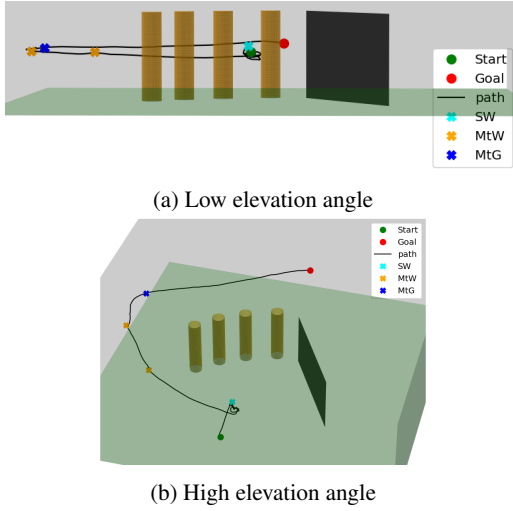 Start
Goal
path
SW
MtW
MtG
(a) Low elevation angle
Start
Goal
path
SW
MtW
MtG
(b) High elevation angle